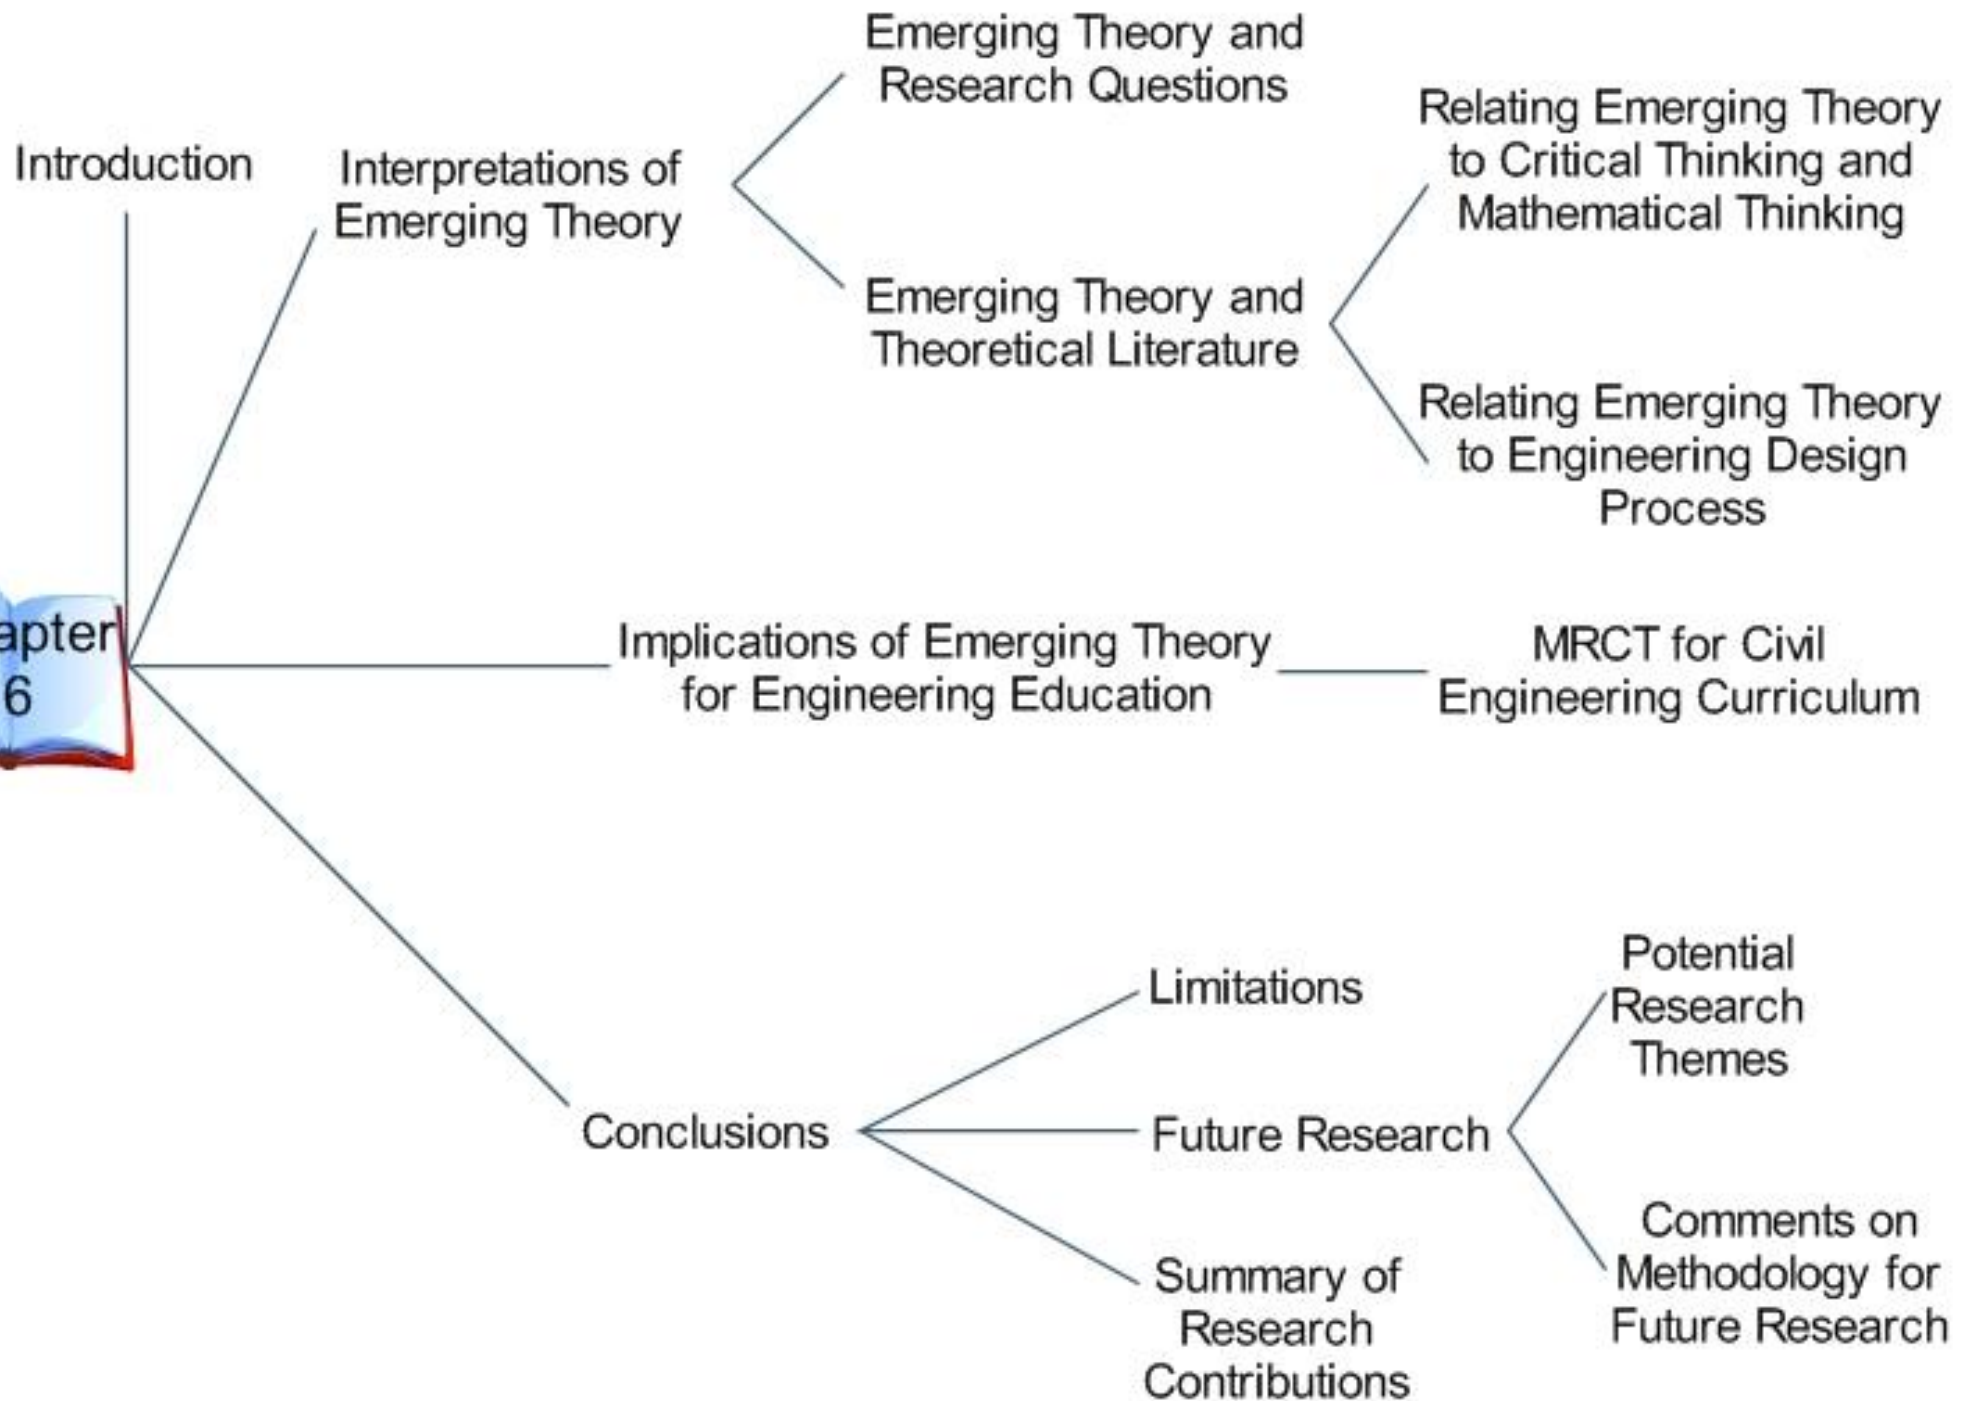 Introduction
Interpretations of
Emerging Theory
Emerging Theory and
Research Questions
Emerging Theory and
Theoretical Literature
Relating Emerging Theory
to Critical Thinking and
Mathematical Thinking
Relating Emerging Theory
to Engineering Design
Process
apter
6
Implications of Emerging Theory
for Engineering Education
MRCT for Civil
Engineering Curriculum
Conclusions
Limitations
Future Research
Summary of
Research
Contributions
Potential
Research
Themes
Comments on
Methodology for
Future Research